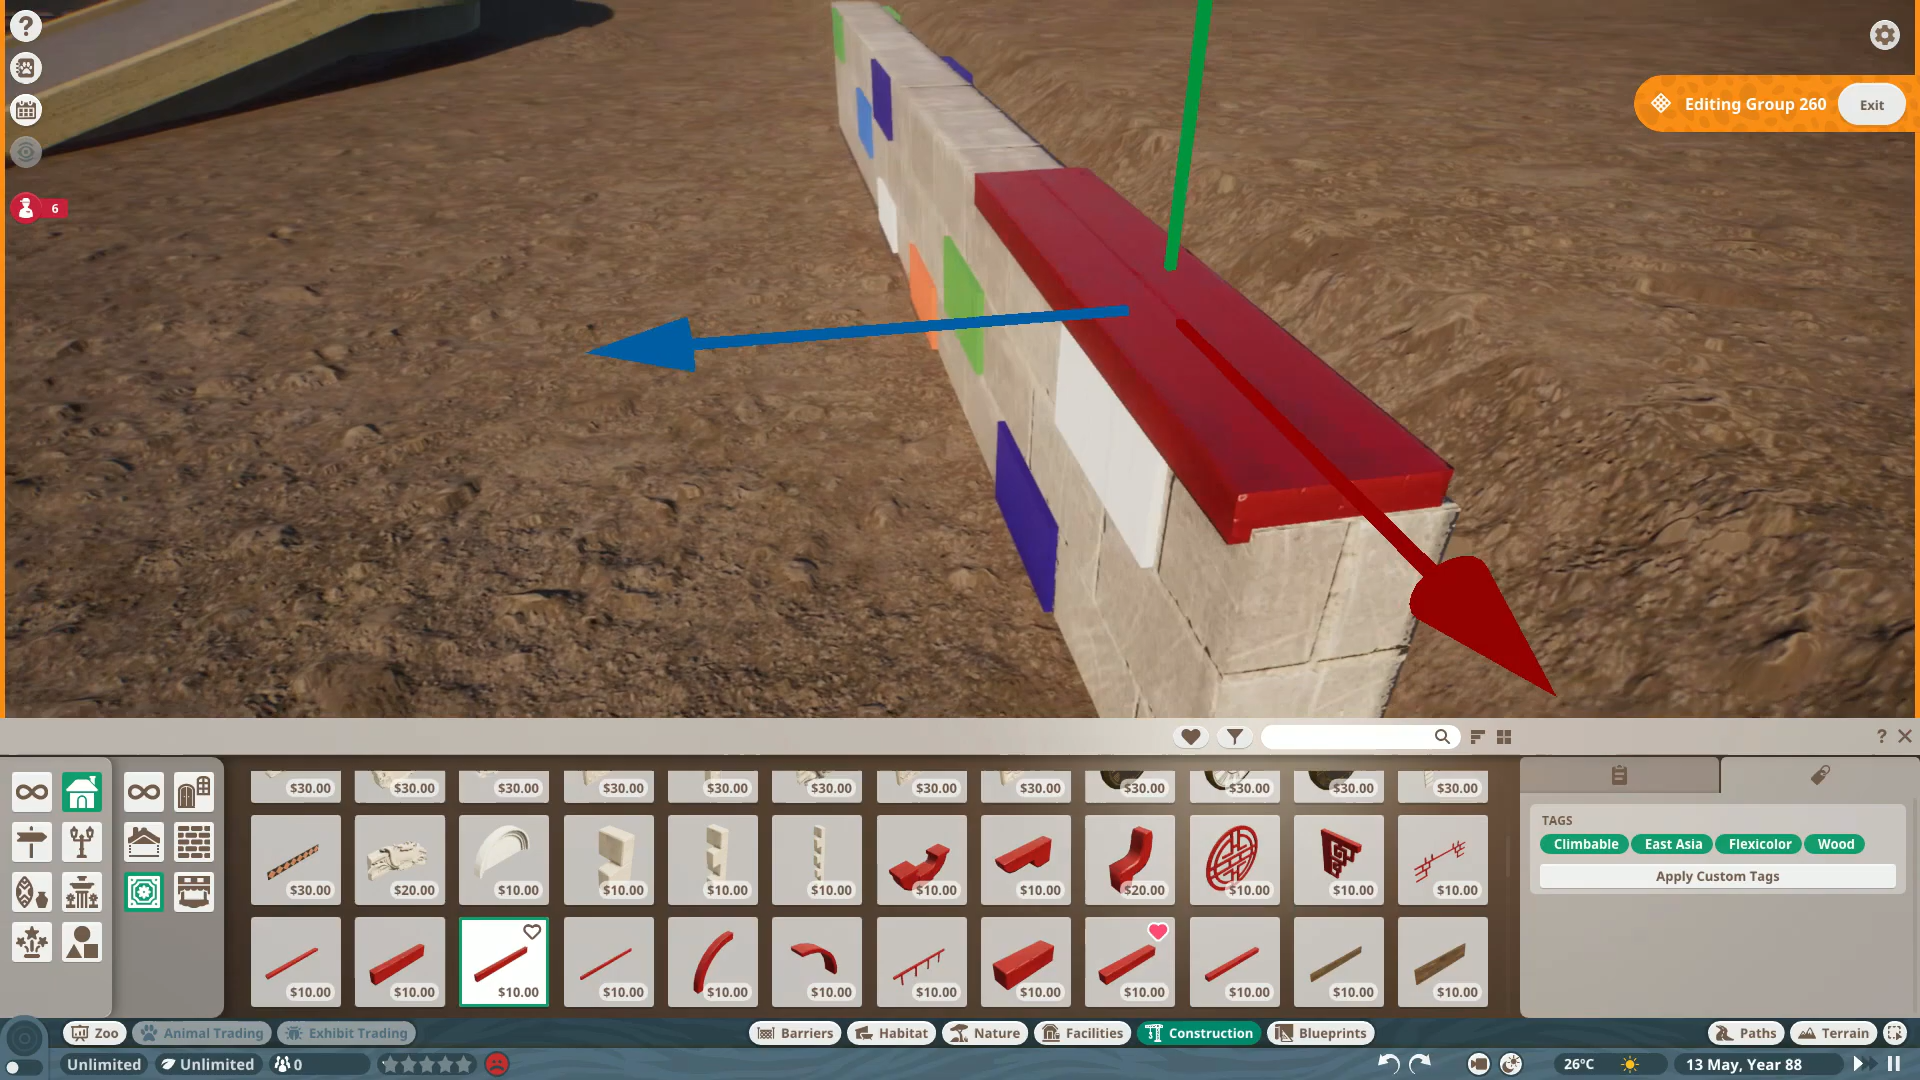 ?
Editing Group 260 Exit
6
?
$30.00 $30.00 $30.00 $30.00 $30.00 $30.00 $30.00 $30.00 $30.00 $30.00 $30.00 $30.00
$30.00 $20.00 $10.00 $10.00 $10.00 $10.00 $10.00 $10.00 $20.00 $10.00 $10.00 $10.00
$10.00 $10.00 $10.00 $10.00 $10.00 $10.00 $10.00 $10.00 $10.00 $10.00 $10.00 $10.00
TAGS
Climbable East Asia Flexicolor Wood
Apply Custom Tags
Zoo Animal Trading Exhibit Trading Barriers Habitat Nature Facilities Construction Blueprints Paths Terrain
Unlimited Unlimited 0 26°C 13 May, Year 88